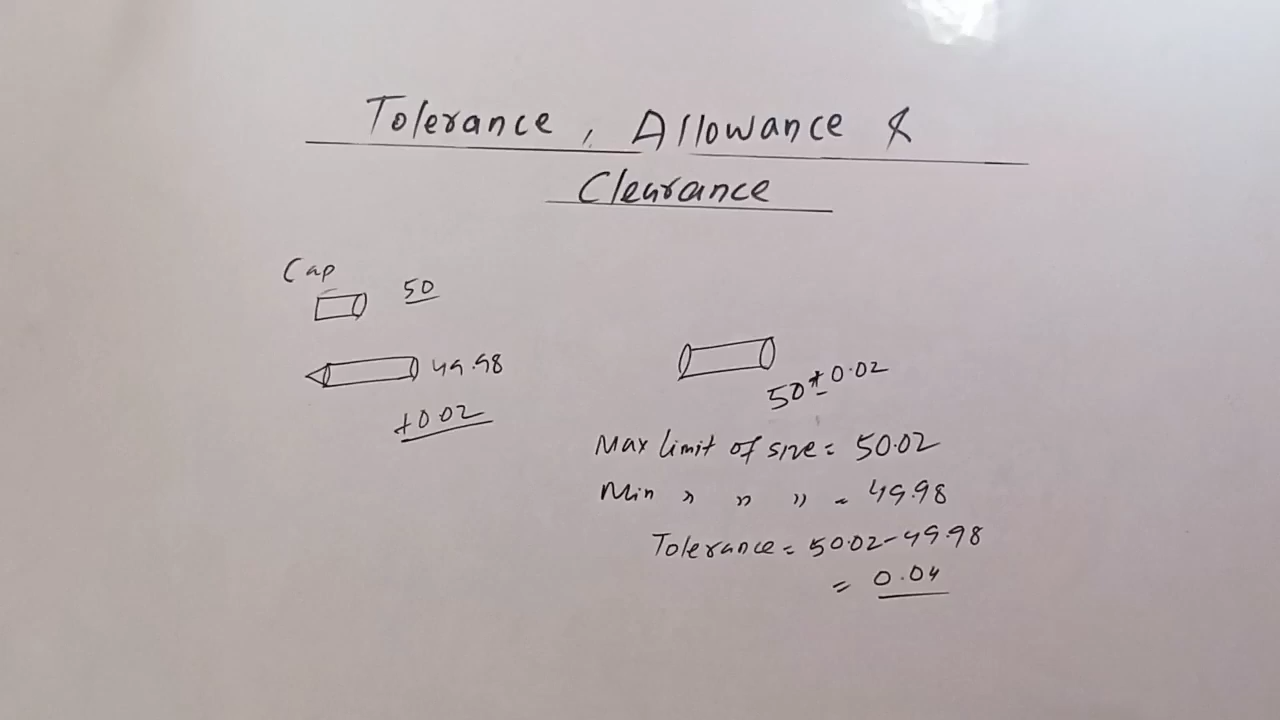 Tolerance, Allowance &
Clearance
Cap
50
49.98
+0.02
50±0.02
Max limit of size = 50.02
Min " " " = 49.98
Tolerance = 50.02-49.98
= 0.04